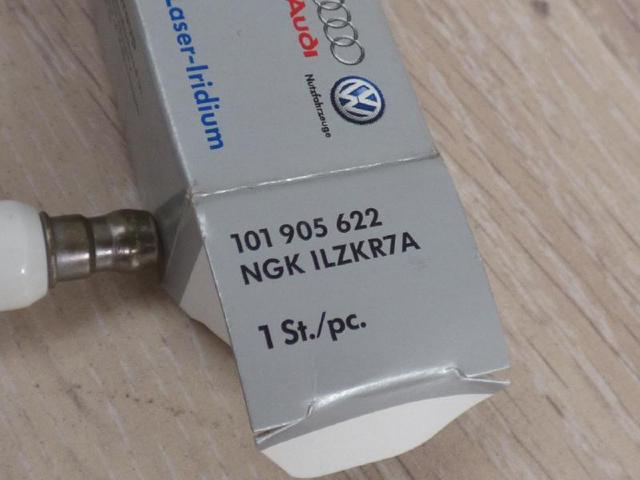 Laser-Iridium
Audi
Nutzfahrzeuge
101 905 622
NGK ILZKR7A
1 St./pc.